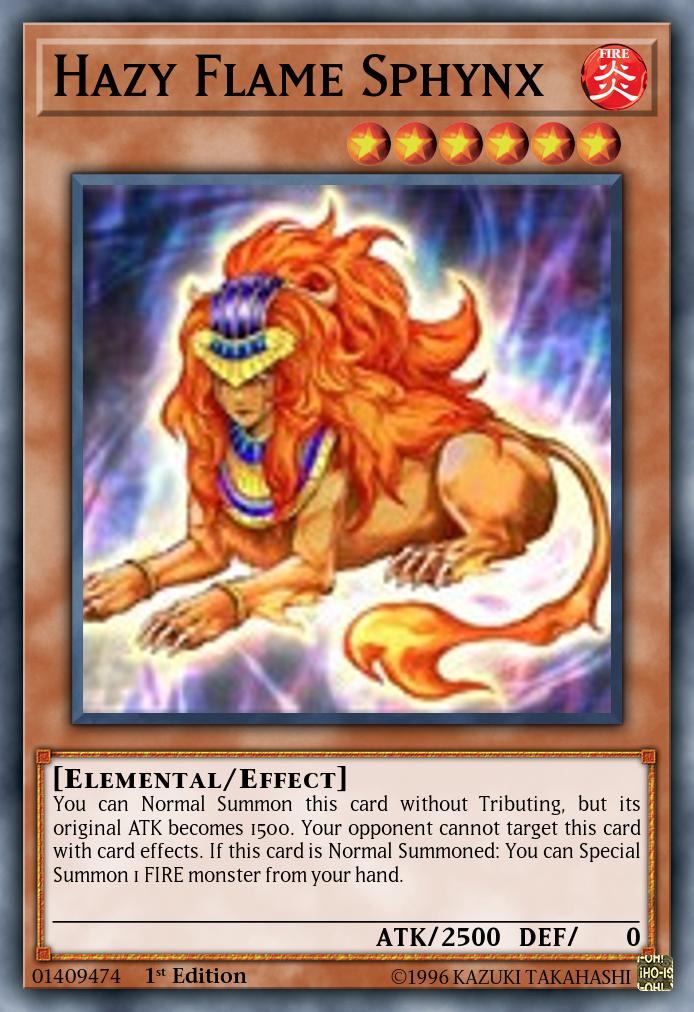 Hazy Flame Sphynx
FIRE
炎
[Elemental/Effect]
You can Normal Summon this card without Tributing, but its
original ATK becomes 1500. Your opponent cannot target this card
with card effects. If this card is Normal Summoned: You can Special
Summon 1 FIRE monster from your hand.
ATK/2500 DEF/ 0
01409474 1st Edition ©1996 KAZUKI TAKAHASHI